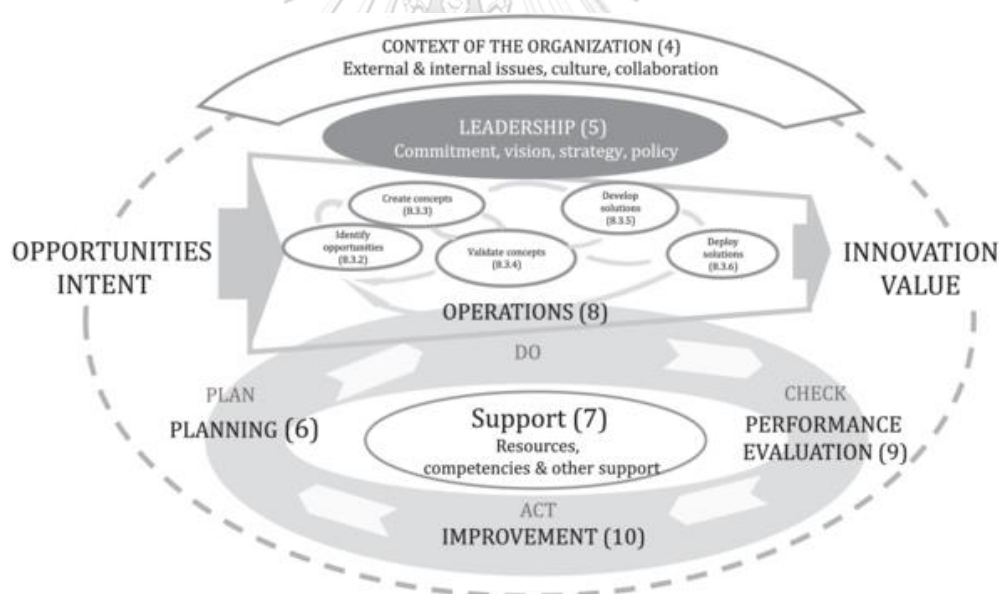 CONTEXT OF THE ORGANIZATION (4)
External & internal issues, culture, collaboration
LEADERSHIP (5)
Commitment, vision, strategy, policy
Create concepts
(8.3.3)
Develop
solutions
(8.3.5)
Identify
opportunities
(8.3.2)
Validate concepts
(8.3.4)
Deploy
solutions
(8.3.6)
OPPORTUNITIES
INTENT
INNOVATION
VALUE
OPERATIONS (8)
DO
PLAN
PLANNING (6)
CHECK
PERFORMANCE
EVALUATION (9)
Support (7)
Resources,
competencies & other support
ACT
IMPROVEMENT (10)